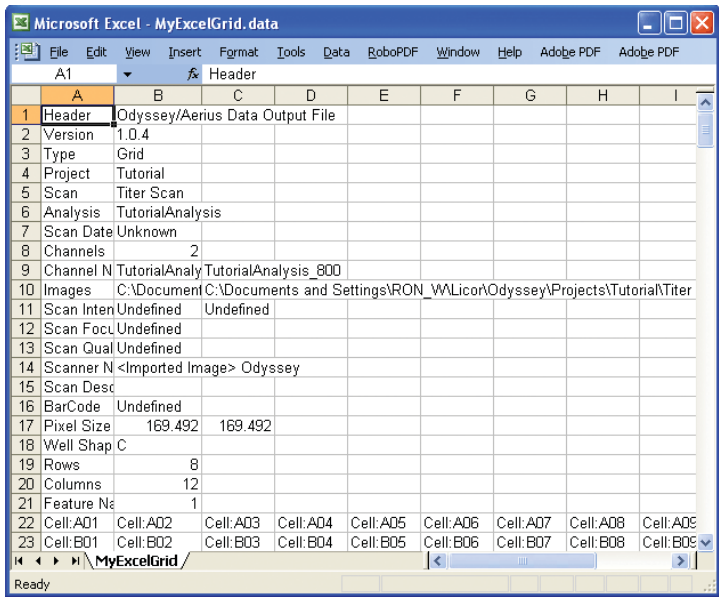 Microsoft Excel - MyExcelGrid.data
File Edit View Insert Format Tools Data RoboPDF Window Help Adobe PDF Adobe PDF
A1 fx Header
A B C D E F G H I
1 Header Odyssey/Aerius Data Output File
2 Version 1.0.4
3 Type Grid
4 Project Tutorial
5 Scan Titer Scan
6 Analysis TutorialAnalysis
7 Scan Date Unknown
8 Channels 2
9 Channel N TutorialAnaly TutorialAnalysis_800
10 Images C:\Document C:\Documents and Settings\RON_W\Licor\Odyssey\Projects\Tutorial\Titer
11 Scan Inten Undefined Undefined
12 Scan Focu Undefined
13 Scan Qual Undefined
14 Scanner N <Imported Image> Odyssey
15 Scan Desc
16 BarCode Undefined
17 Pixel Size 169.492 169.492
18 Well Shap C
19 Rows 8
20 Columns 12
21 Feature Na 1
22 Cell:A01 Cell:A02 Cell:A03 Cell:A04 Cell:A05 Cell:A06 Cell:A07 Cell:A08 Cell:A09
23 Cell:B01 Cell:B02 Cell:B03 Cell:B04 Cell:B05 Cell:B06 Cell:B07 Cell:B08 Cell:B09
MyExcelGrid
Ready